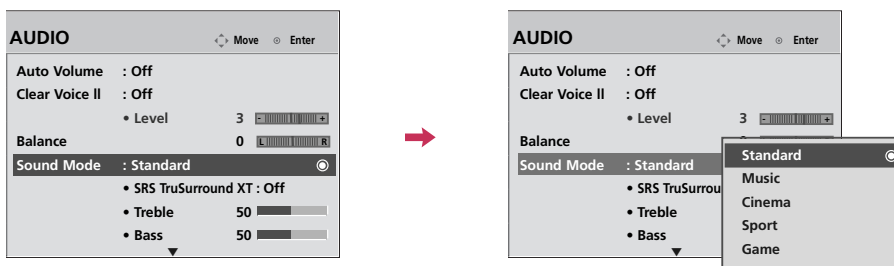 AUDIO Move Enter
Auto Volume : Off
Clear Voice ll : Off
• Level 3 - +
Balance 0 L R
Sound Mode : Standard
• SRS TruSurround XT : Off
• Treble 50
• Bass 50
AUDIO Move Enter
Auto Volume : Off
Clear Voice ll : Off
• Level 3 - +
Balance
Sound Mode : Standard
• SRS TruSurrou
• Treble
• Bass
Standard
Music
Cinema
Sport
Game